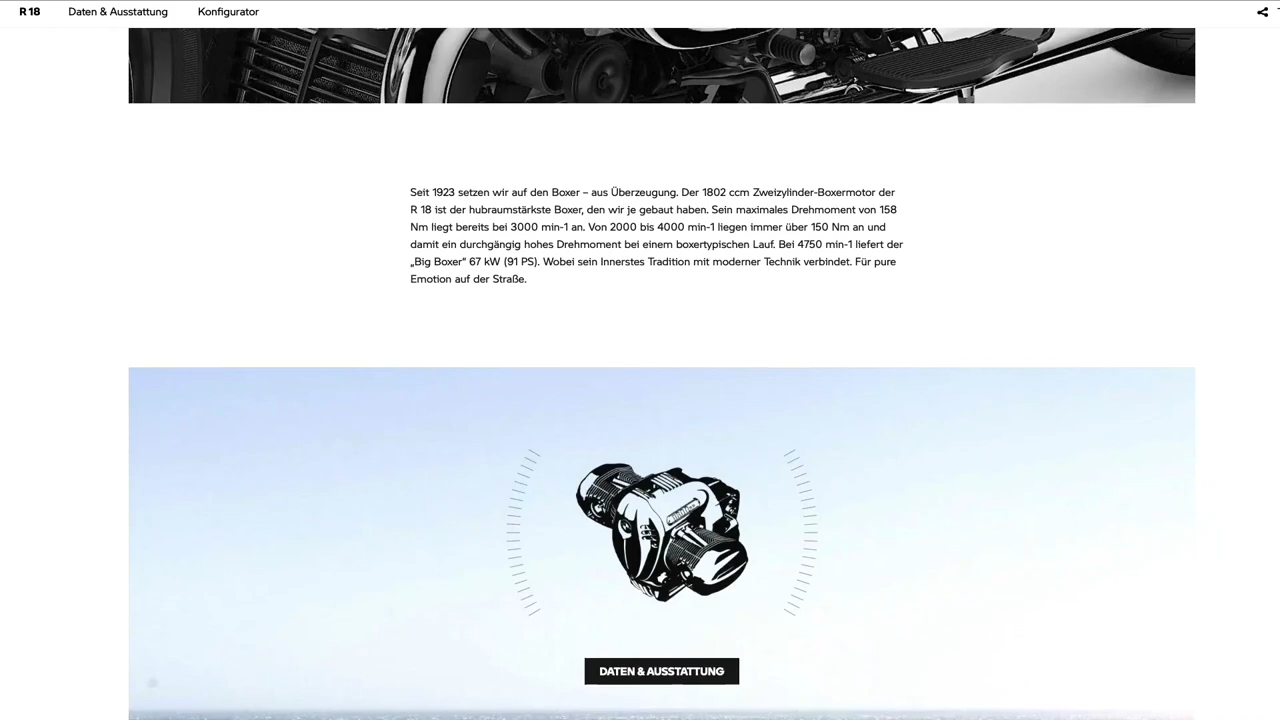 R 18 Daten & Ausstattung Konfigurator
Seit 1923 setzen wir auf den Boxer – aus Überzeugung. Der 1802 ccm Zweizylinder-Boxermotor der
R 18 ist der hubraumstärkste Boxer, den wir je gebaut haben. Sein maximales Drehmoment von 158
Nm liegt bereits bei 3000 min-1 an. Von 2000 bis 4000 min-1 liegen immer über 150 Nm an und
damit ein durchgängig hohes Drehmoment bei einem boxertypischen Lauf. Bei 4750 min-1 liefert der
„Big Boxer” 67 kW (91 PS). Wobei sein Innerstes Tradition mit moderner Technik verbindet. Für pure
Emotion auf der Straße.
DATEN & AUSSTATTUNG